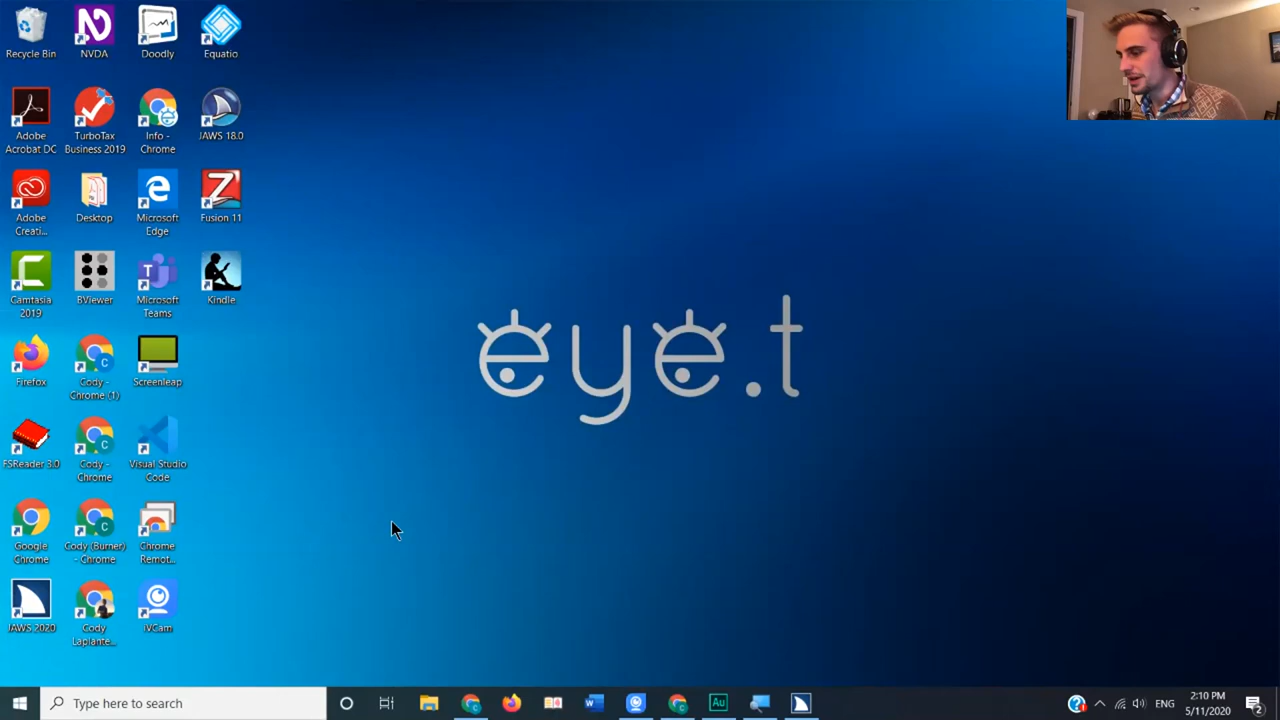 Recycle Bin
NVDA
Doodly
Equatio
Adobe
Acrobat DC
TurboTax
Business 2019
Info -
Chrome
JAWS 18.0
Adobe
Creati...
Desktop
Microsoft
Edge
Fusion 11
Camtasia
2019
BViewer
Microsoft
Teams
Kindle
Firefox
Cody -
Chrome (1)
Screenleap
FSReader 3.0
Cody -
Chrome
Visual Studio
Code
Google
Chrome
Cody (Burner)
- Chrome
Chrome
Remot...
JAWS 2020
Cody
Laplante...
iVCam
eye.t
Type here to search
Au
ENG
2:10 PM
5/11/2020
2